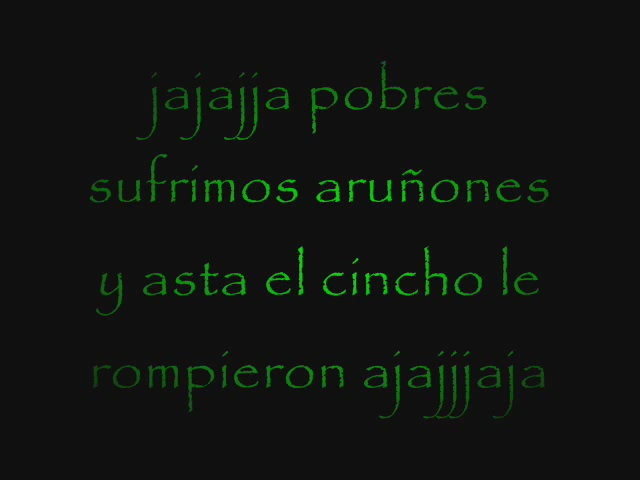 jajajja pobres
sufrimos aruñones
y asta el cincho le
rompieron ajajjjaja